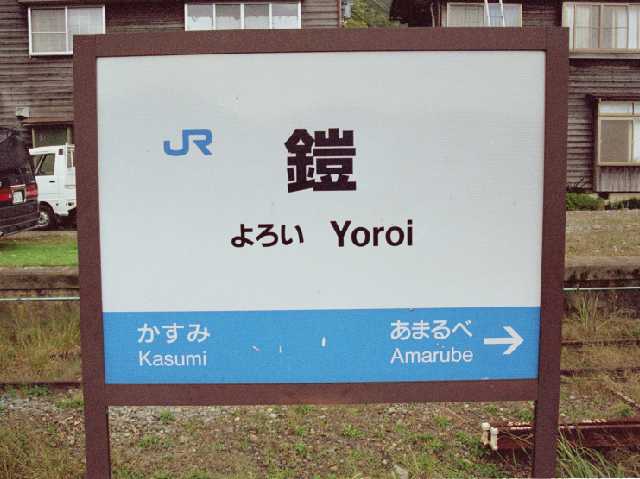 JR
鎧
よろい Yoroi
かすみ あまるべ →
Kasumi Amarube